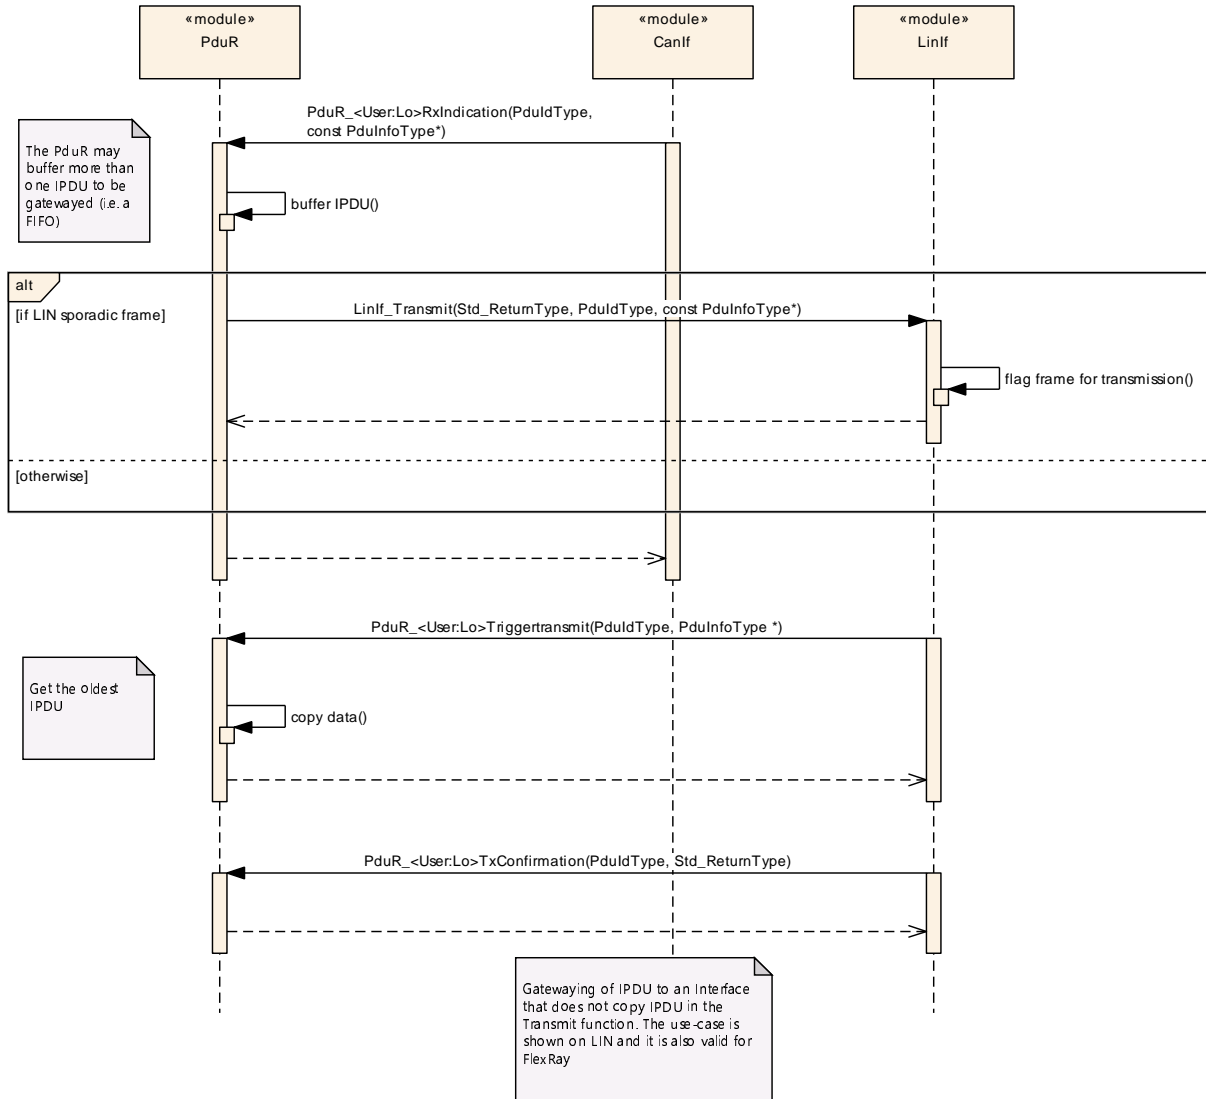 «module»
PduR
«module»
CanIf
«module»
LinIf
PduR_<User:Lo>RxIndication(PduIdType,
const PduInfoType*)
The PduR may
buffer more than
one IPDU to be
gatewayed (i.e. a
FIFO)
buffer IPDU()
alt
[if LIN sporadic frame]
LinIf_Transmit(Std_ReturnType, PduIdType, const PduInfoType*)
flag frame for transmission()
[otherwise]
PduR_<User:Lo>Triggertransmit(PduIdType, PduInfoType *)
Get the oldest
IPDU
copy data()
PduR_<User:Lo>TxConfirmation(PduIdType, Std_ReturnType)
Gatewaying of IPDU to an Interface
that does not copy IPDU in the
Transmit function. The use-case is
shown on LIN and it is also valid for
FlexRay